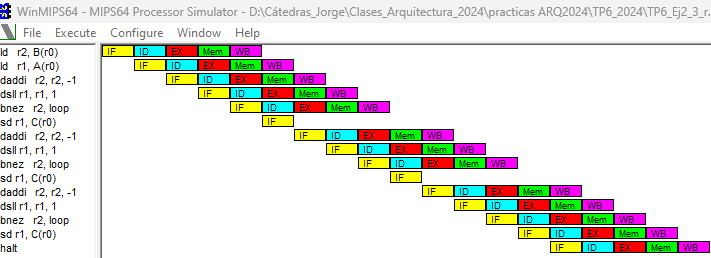 WinMIPS64 - MIPS64 Processor Simulator - D:\Cátedras_Jorge\Clases_Arquitectura_2024\practicas ARQ2024\TP6_2024\TP6_Ej2_3_r.
File Execute Configure Window Help
ld r2, B(r0) IF ID EX Mem WB
ld r1, A(r0) IF ID EX Mem WB
daddi r2, r2, -1 IF ID EX Mem WB
dsll r1, r1, 1 IF ID EX Mem WB
bnez r2, loop IF ID EX Mem WB
sd r1, C(r0) IF
daddi r2, r2, -1 IF ID EX Mem WB
dsll r1, r1, 1 IF ID EX Mem WB
bnez r2, loop IF ID EX Mem WB
sd r1, C(r0) IF
daddi r2, r2, -1 IF ID EX Mem WB
dsll r1, r1, 1 IF ID EX Mem WB
bnez r2, loop IF ID EX Mem WB
sd r1, C(r0) IF ID EX Mem WB
halt IF ID EX Mem WB